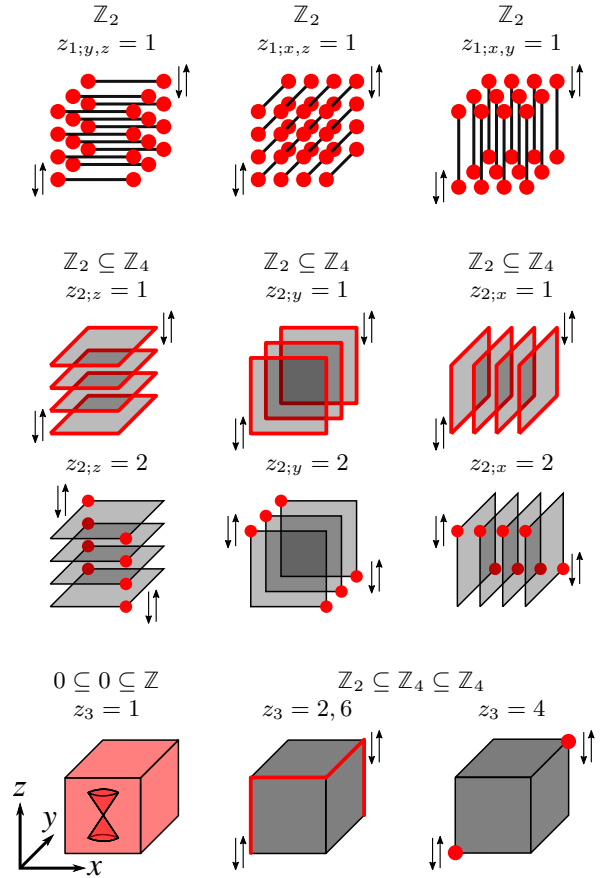 ℤ₂ ℤ₂ ℤ₂
z₁;y,z = 1 z₁;x,z = 1 z₁;x,y = 1
ℤ₂ ⊆ ℤ₄ ℤ₂ ⊆ ℤ₄ ℤ₂ ⊆ ℤ₄
z₂;z = 1 z₂;y = 1 z₂;x = 1
z₂;z = 2 z₂;y = 2 z₂;x = 2
0 ⊆ 0 ⊆ ℤ ℤ₂ ⊆ ℤ₄ ⊆ ℤ₄
z₃ = 1 z₃ = 2, 6 z₃ = 4
z
y
x